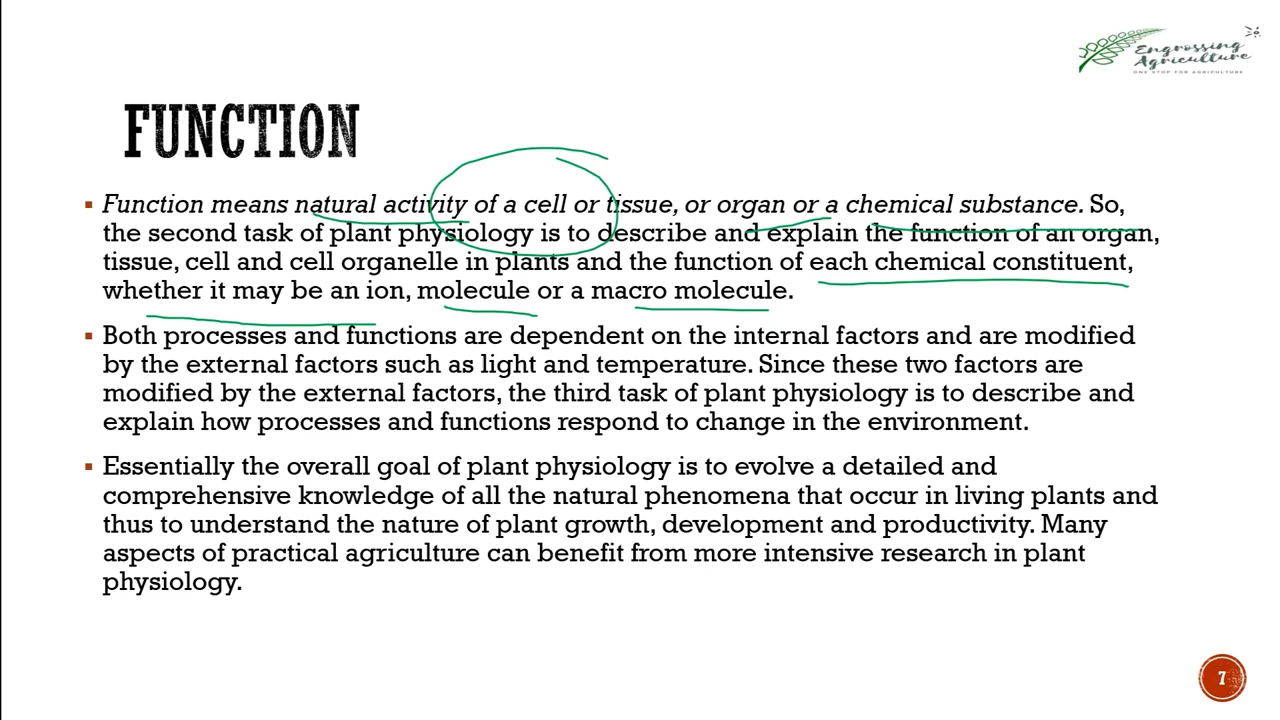 Engrossing
Agriculture
ONE STOP FOR AGRICULTURE
FUNCTION
▪ Function means natural activity of a cell or tissue, or organ or a chemical substance. So,
the second task of plant physiology is to describe and explain the function of an organ,
tissue, cell and cell organelle in plants and the function of each chemical constituent,
whether it may be an ion, molecule or a macro molecule.
▪ Both processes and functions are dependent on the internal factors and are modified
by the external factors such as light and temperature. Since these two factors are
modified by the external factors, the third task of plant physiology is to describe and
explain how processes and functions respond to change in the environment.
▪ Essentially the overall goal of plant physiology is to evolve a detailed and
comprehensive knowledge of all the natural phenomena that occur in living plants and
thus to understand the nature of plant growth, development and productivity. Many
aspects of practical agriculture can benefit from more intensive research in plant
physiology.
7